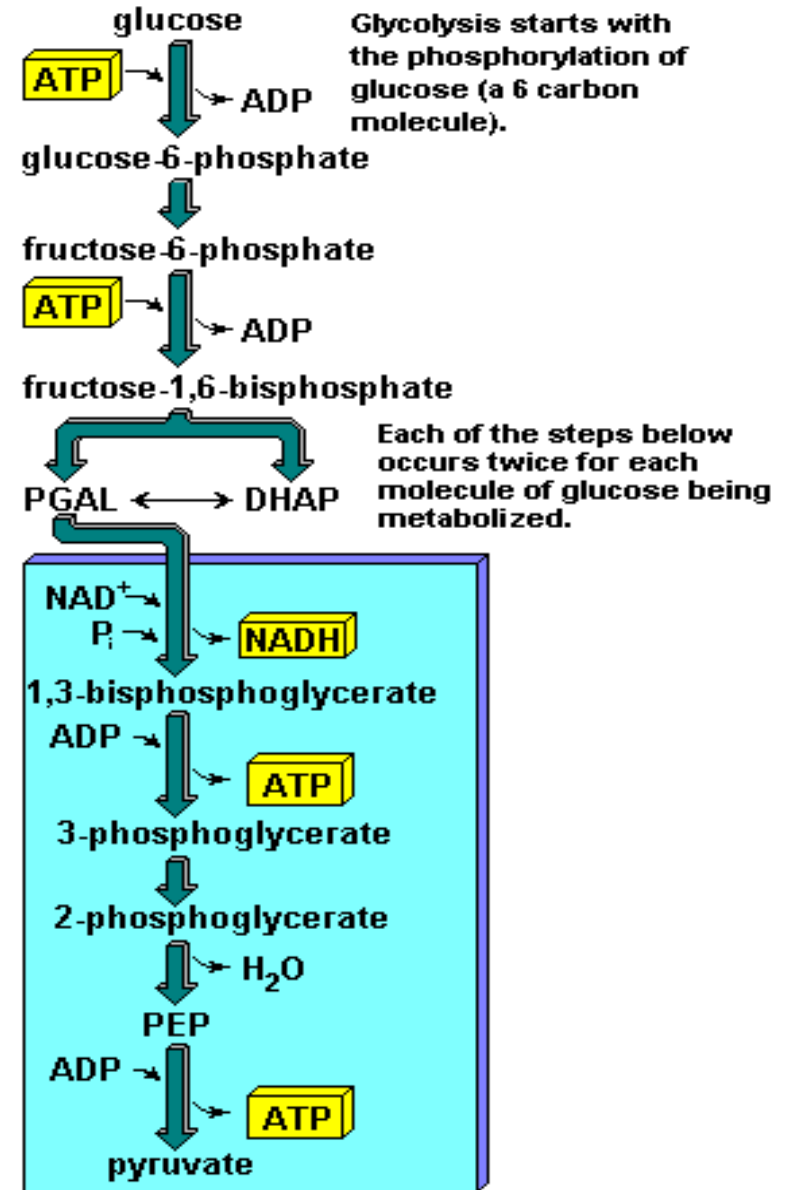 glucose
Glycolysis starts with
the phosphorylation of
glucose (a 6 carbon
molecule).
ATP
ADP
glucose-6-phosphate
fructose-6-phosphate
ATP
ADP
fructose-1,6-bisphosphate
Each of the steps below
occurs twice for each
molecule of glucose being
metabolized.
PGAL DHAP
NAD+
Pi
NADH
1,3-bisphosphoglycerate
ADP
ATP
3-phosphoglycerate
2-phosphoglycerate
H2O
PEP
ADP
ATP
pyruvate